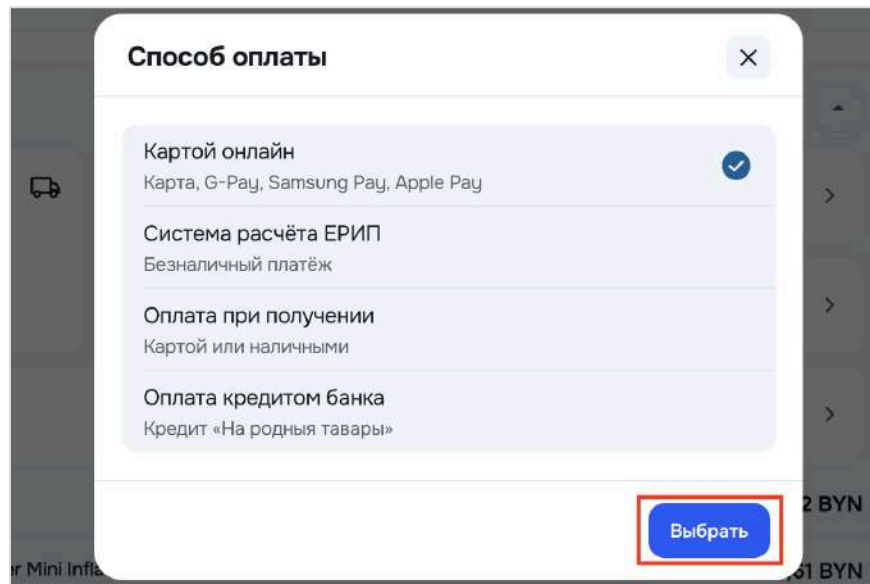 Способ оплаты
Картой онлайн
Карта, G-Pay, Samsung Pay, Apple Pay
Система расчёта ЕРИП
Безналичный платёж
Оплата при получении
Картой или наличными
Оплата кредитом банка
Кредит «На родныя тавары»
2 BYN
Выбрать
er Mini Infla
,61 BYN